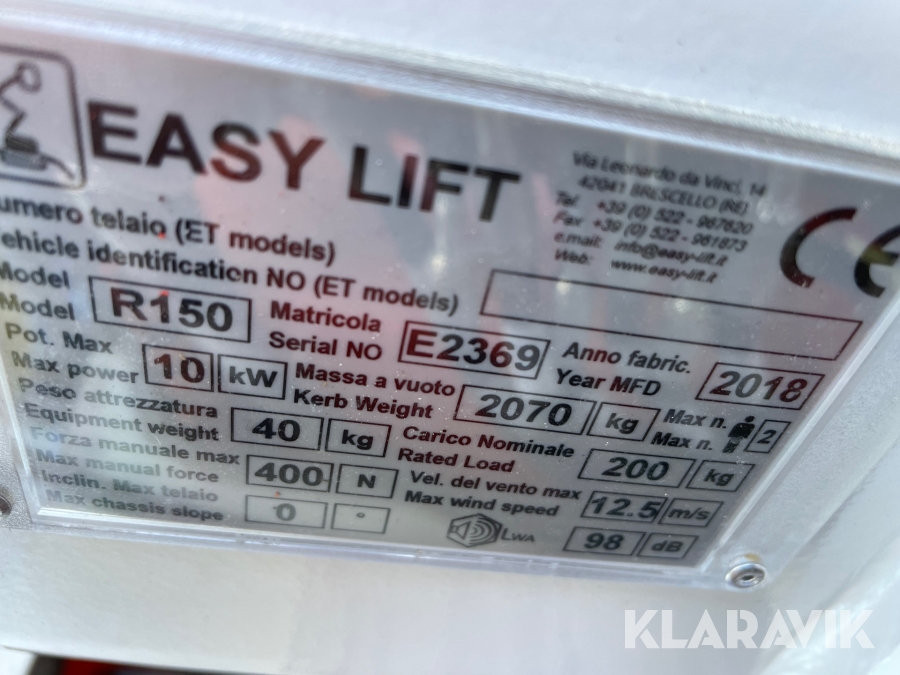 EASY LIFT
Via Leonardo da Vinci, 14
42041 BRESCELLO (RE)
Tel +39 (0) 522 - 967620
Fax +39 (0) 522 - 961873
e.mail: info@easy-lift.it
Web: www.easy-lift.it
CE
umero telaio (ET models)
ehicle identification NO (ET models)
Model
Model
R150
Matricola
Serial NO
E2369
Anno fabric.
Year MFD
2018
Pot. Max
Max power
10
kW
Massa a vuoto
Kerb Weight
2070
kg
Max n.
Max n.
2
Peso attrezzatura
Equipment weight
40
kg
Carico Nominale
Rated Load
200
kg
Forza manuale max
Max manual force
400
N
Vel. del vento max
Max wind speed
12.5
m/s
Inclin. Max telaio
Max chassis slope
0
°
LWA
98
dB
KLARAVIK